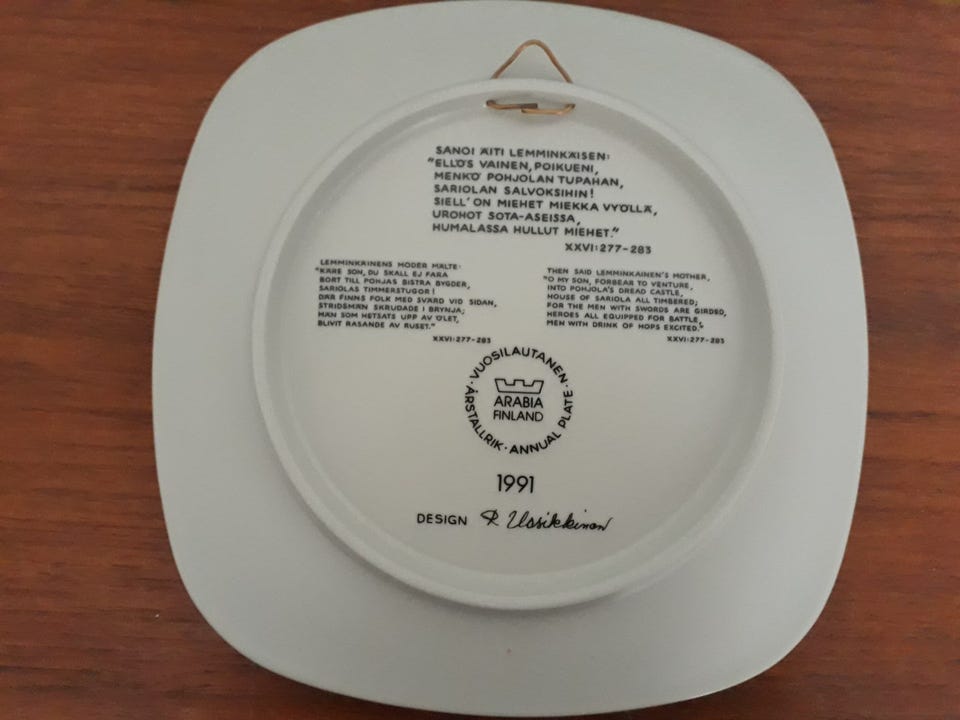 SANOI ÄITI LEMMINKÄISEN:
"ELLÖS VAINEN, POIKUENI,
MENKÖ POHJOLAN TUPAHAN,
SARIOLAN SALVOKSIHIN!
SIELL' ON MIEHET MIEKKA VYÖLLÄ,
UROHOT SOTA-ASEISSA,
HUMALASSA HULLUT MIEHET."
XXVI:277-283
LEMMINKÄINENS MODER MÄLTE:
"KÄRE SON, DU SKALL EJ FARA
BORT TILL POHJAS BISTRA BYGDER,
SARIOLAS TIMMERSTUGOR!
DÄR FINNS FOLK MED SVÄRD VID SIDAN,
STRIDSMÄN SKRUDADE I BRYNJA;
MÄN SOM HETSATS UPP AV ÖLET,
BLIVIT RASANDE AV RUSET."
XXVI:277-283
THEN SAID LEMMINKAINEN'S MOTHER,
"O MY SON, FORBEAR TO VENTURE,
INTO POHJOLA'S DREAD CASTLE,
HOUSE OF SARIOLA ALL TIMBERED;
FOR THE MEN WITH SWORDS ARE GIRDED,
HEROES ALL EQUIPPED FOR BATTLE,
MEN WITH DRINK OF HOPS EXCITED."
XXVI:277-283
· VUOSILAUTANEN · ANNUAL PLATE · ÅRSTALLRIK
ARABIA
FINLAND
1991
DESIGN R Uosikkinen